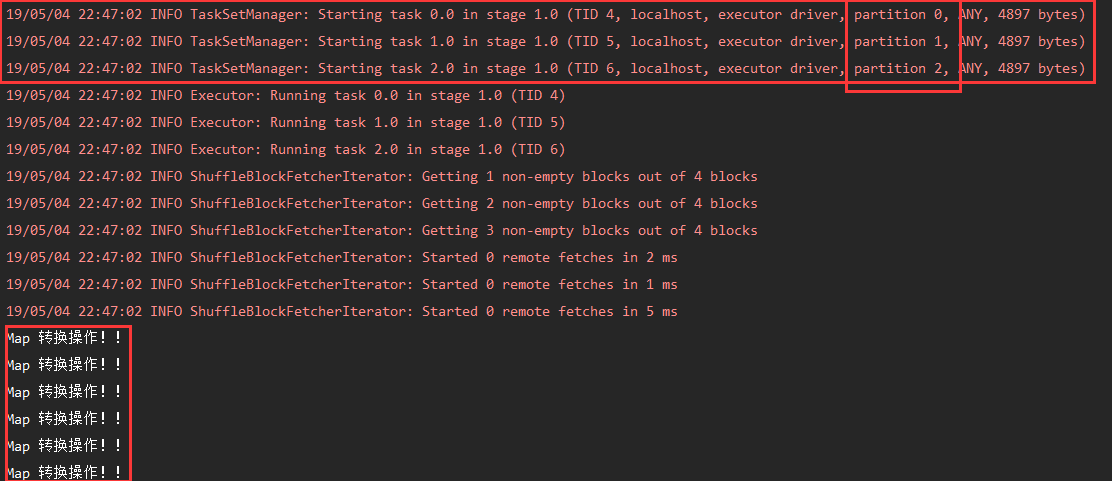 19/05/04 22:47:02 INFO TaskSetManager: Starting task 0.0 in stage 1.0 (TID 4, localhost, executor driver, partition 0, ANY, 4897 bytes)
19/05/04 22:47:02 INFO TaskSetManager: Starting task 1.0 in stage 1.0 (TID 5, localhost, executor driver, partition 1, ANY, 4897 bytes)
19/05/04 22:47:02 INFO TaskSetManager: Starting task 2.0 in stage 1.0 (TID 6, localhost, executor driver, partition 2, ANY, 4897 bytes)
19/05/04 22:47:02 INFO Executor: Running task 0.0 in stage 1.0 (TID 4)
19/05/04 22:47:02 INFO Executor: Running task 1.0 in stage 1.0 (TID 5)
19/05/04 22:47:02 INFO Executor: Running task 2.0 in stage 1.0 (TID 6)
19/05/04 22:47:02 INFO ShuffleBlockFetcherIterator: Getting 1 non-empty blocks out of 4 blocks
19/05/04 22:47:02 INFO ShuffleBlockFetcherIterator: Getting 2 non-empty blocks out of 4 blocks
19/05/04 22:47:02 INFO ShuffleBlockFetcherIterator: Getting 3 non-empty blocks out of 4 blocks
19/05/04 22:47:02 INFO ShuffleBlockFetcherIterator: Started 0 remote fetches in 2 ms
19/05/04 22:47:02 INFO ShuffleBlockFetcherIterator: Started 0 remote fetches in 1 ms
19/05/04 22:47:02 INFO ShuffleBlockFetcherIterator: Started 0 remote fetches in 5 ms
Map 转换操作！！
Map 转换操作！！
Map 转换操作！！
Map 转换操作！！
Map 转换操作！！
Map 转换操作！！